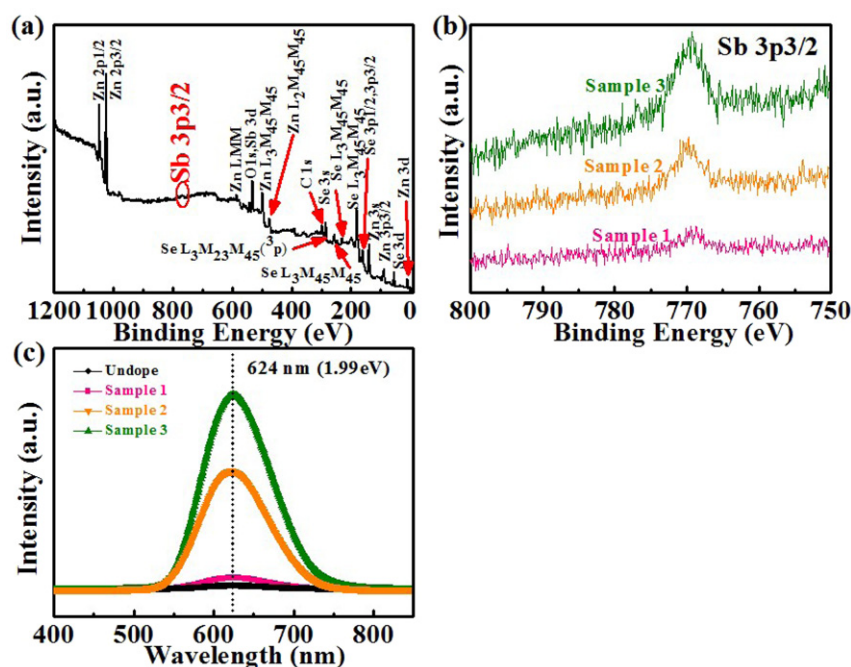 (a)
Zn 2p1/2
Zn 2p3/2
Sb 3p3/2
Zn LMM
O1s,Sb 3d
Zn L3M45M45
Zn L2M45M45
C 1s
Se 3s
Se L3M45M45
Se L3M45M45
Se 3p1/2,3p3/2
Zn 3s
Zn 3p3/2
Se 3d
Zn 3d
Se L3M23M45(3p)
Se L3M45M45
Intensity (a.u.)
1200 1000 800 600 400 200 0
Binding Energy (eV)
(b)
Sb 3p3/2
Sample 3
Sample 2
Sample 1
Intensity (a.u.)
800 790 780 770 760 750
Binding Energy (eV)
(c)
624 nm (1.99eV)
Undope
Sample 1
Sample 2
Sample 3
Intensity (a.u.)
400 500 600 700 800
Wavelength (nm)